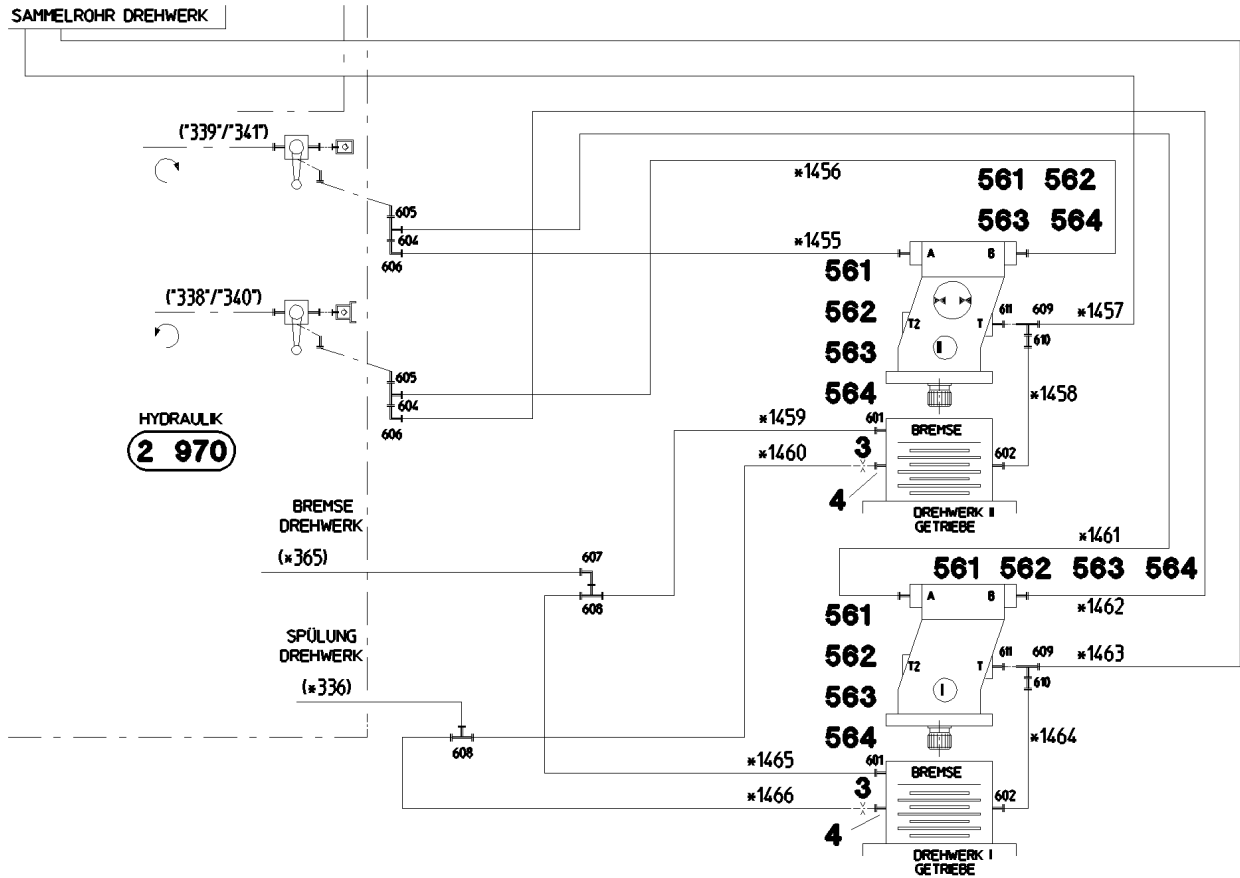 SAMMELROHR DREHWERK
("339"/"341")
*1456
561 562
563 564
605
604
606
*1455
A B
561
562
563
564
("338"/"340")
T2 T
611 609
*1457
610
II
605
604
606
*1458
HYDRAULIK
2 970
*1459
601
BREMSE
*1460
3
602
4
BREMSE
DREHWERK
DREHWERK II
GETRIEBE
(*365)
607
608
*1461
561 562 563 564
A B
*1462
561
562
563
564
SPÜLUNG
DREHWERK
(*336)
T2 T
611 609
*1463
610
I
608
*1464
*1465
601
BREMSE
*1466
3
602
4
DREHWERK I
GETRIEBE